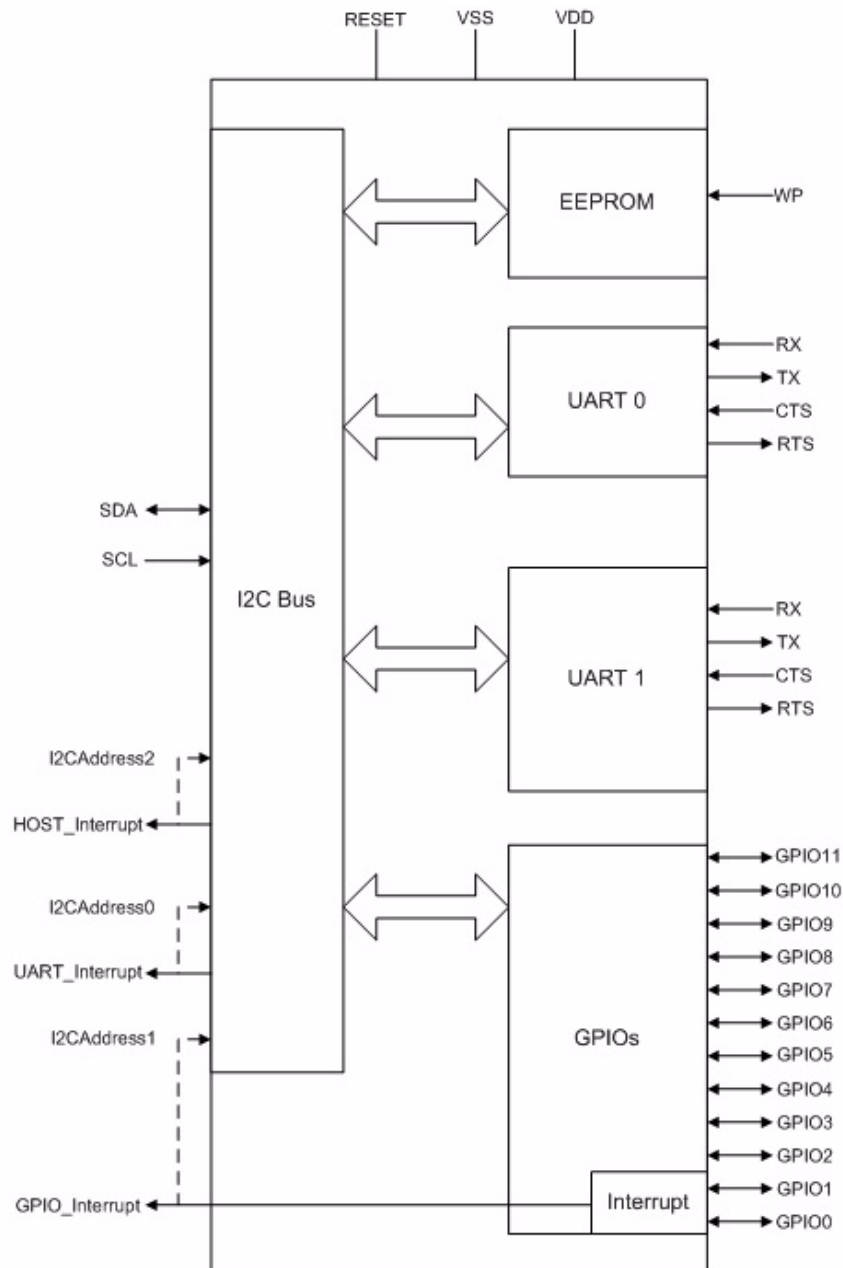 RESET VSS VDD
EEPROM
WP
UART 0
RX
TX
CTS
RTS
SDA
SCL
I2C Bus
UART 1
RX
TX
CTS
RTS
I2CAddress2
HOST_Interrupt
I2CAddress0
UART_Interrupt
I2CAddress1
GPIO_Interrupt
GPIOs
Interrupt
GPIO11
GPIO10
GPIO9
GPIO8
GPIO7
GPIO6
GPIO5
GPIO4
GPIO3
GPIO2
GPIO1
GPIO0